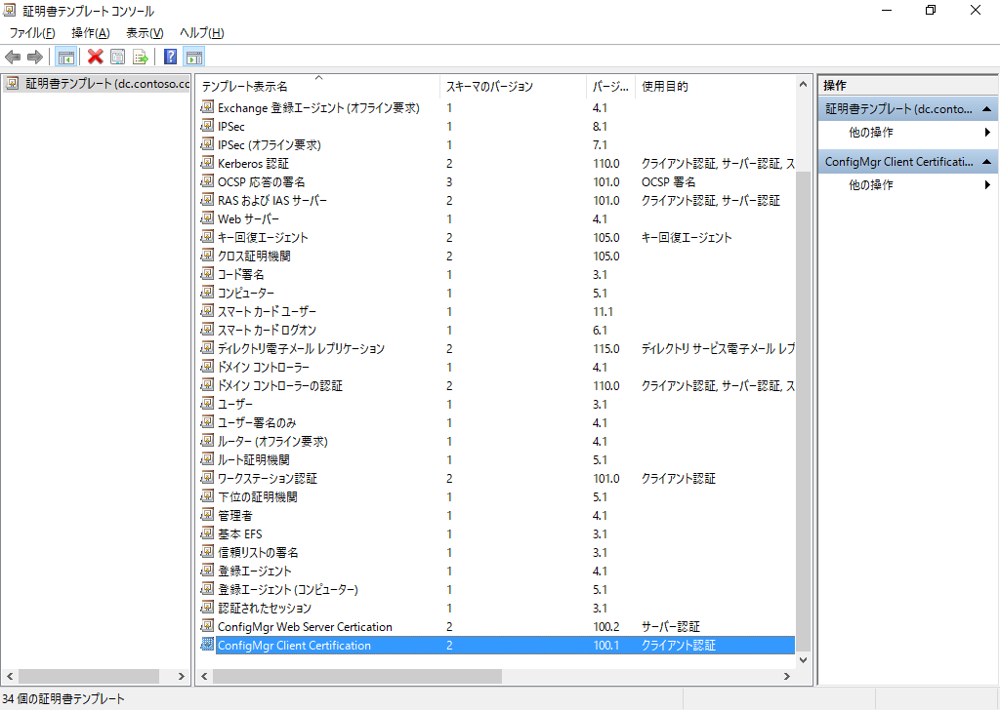 証明書テンプレート コンソール
ファイル(F) 操作(A) 表示(V) ヘルプ(H)
証明書テンプレート (dc.contoso.cc
テンプレート表示名 スキーマのバージョン バージ... 使用目的
Exchange 登録エージェント (オフライン要求) 1 4.1
IPSec 1 8.1
IPSec (オフライン要求) 1 7.1
Kerberos 認証 2 110.0 クライアント認証, サーバー認証, ス
OCSP 応答の署名 3 101.0 OCSP 署名
RAS および IAS サーバー 2 101.0 クライアント認証, サーバー認証
Web サーバー 1 4.1
キー回復エージェント 2 105.0 キー回復エージェント
クロス証明機関 2 105.0
コード署名 1 3.1
コンピューター 1 5.1
スマート カード ユーザー 1 11.1
スマート カード ログオン 1 6.1
ディレクトリ電子メール レプリケーション 2 115.0 ディレクトリ サービス電子メール レプ
ドメイン コントローラー 1 4.1
ドメイン コントローラーの認証 2 110.0 クライアント認証, サーバー認証, ス
ユーザー 1 3.1
ユーザー署名のみ 1 4.1
ルーター (オフライン要求) 1 4.1
ルート証明機関 1 5.1
ワークステーション認証 2 101.0 クライアント認証
下位の証明機関 1 5.1
管理者 1 4.1
基本 EFS 1 3.1
信頼リストの署名 1 3.1
登録エージェント 1 4.1
登録エージェント (コンピューター) 1 5.1
認証されたセッション 1 3.1
ConfigMgr Web Server Certication 2 100.2 サーバー認証
ConfigMgr Client Certification 2 100.1 クライアント認証
操作
証明書テンプレート (dc.conto...
他の操作
ConfigMgr Client Certificati...
他の操作
34 個の証明書テンプレート